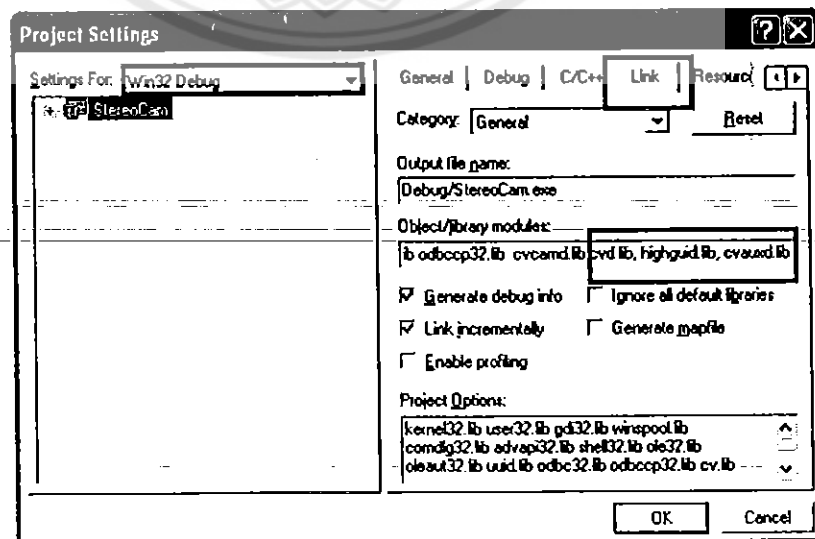 Project Settings
Settings For: Win32 Debug
StereoCam
General Debug C/C++ Link Resourc
Category: General Reset
Output file name:
Debug/StereoCam.exe
Object/library modules:
ib odbccp32.lib cvcamd.lib cvd.lib, highguid.lib, cvauxd.lib
Generate debug info Ignore all default libraries
Link incrementally Generate mapfile
Enable profiling
Project Options:
kernel32.lib user32.lib gdi32.lib winspool.lib
comdlg32.lib advapi32.lib shell32.lib ole32.lib
oleaut32.lib uuid.lib odbc32.lib odbccp32.lib cv.lib
OK Cancel